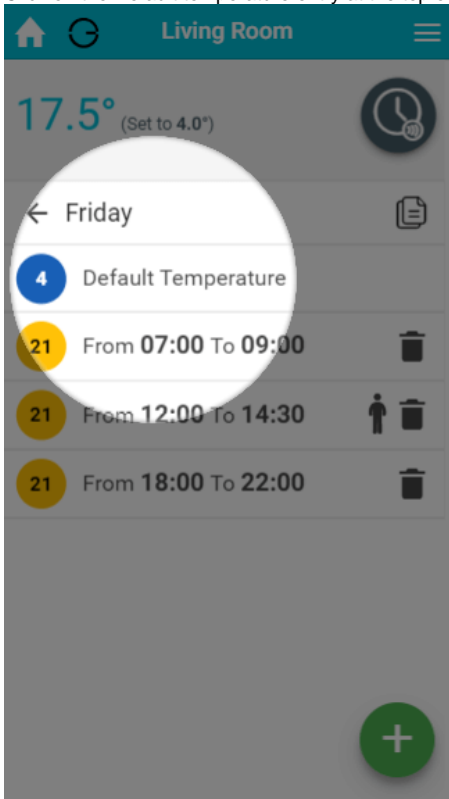 Living Room
17.5° (Set to 4.0°)
Friday
4 Default Temperature
21 From 07:00 To 09:00
21 From 12:00 To 14:30
21 From 18:00 To 22:00